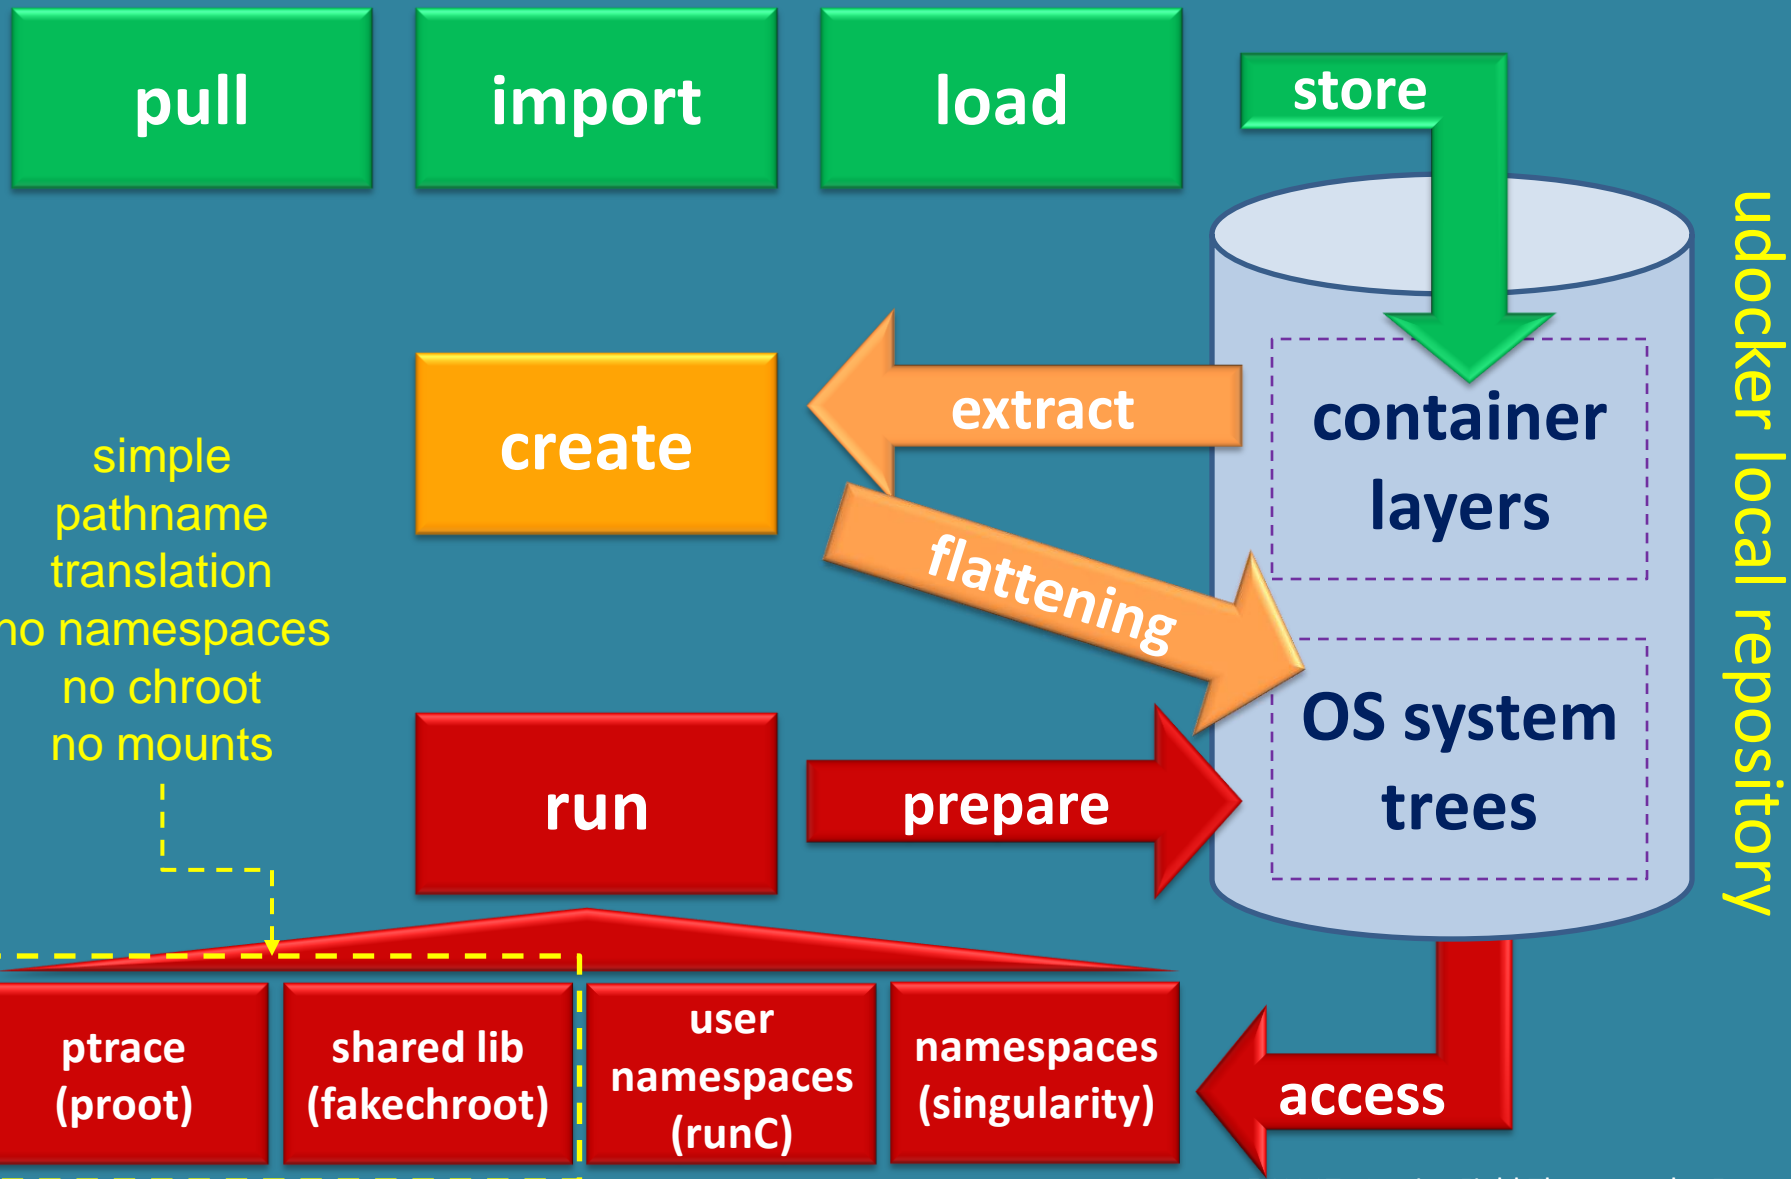 pull
import
load
store
udocker local repository
extract
container
layers
create
flattening
simple
pathname
translation
no namespaces
no chroot
no mounts
OS system
trees
run
prepare
ptrace
(proot)
shared lib
(fakechroot)
user
namespaces
(runC)
namespaces
(singularity)
access